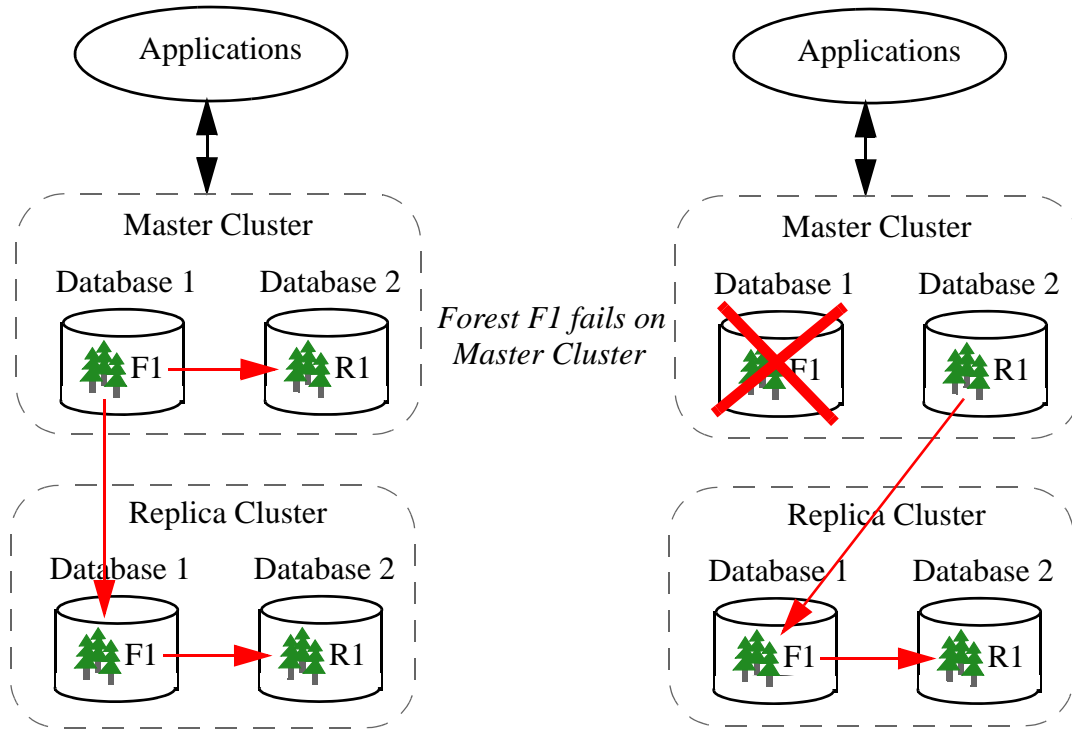 Applications
Master Cluster
Database 1 Database 2
F1 R1
Replica Cluster
Database 1 Database 2
F1 R1
Forest F1 fails on
Master Cluster
Applications
Master Cluster
Database 1 Database 2
F1 R1
Replica Cluster
Database 1 Database 2
F1 R1